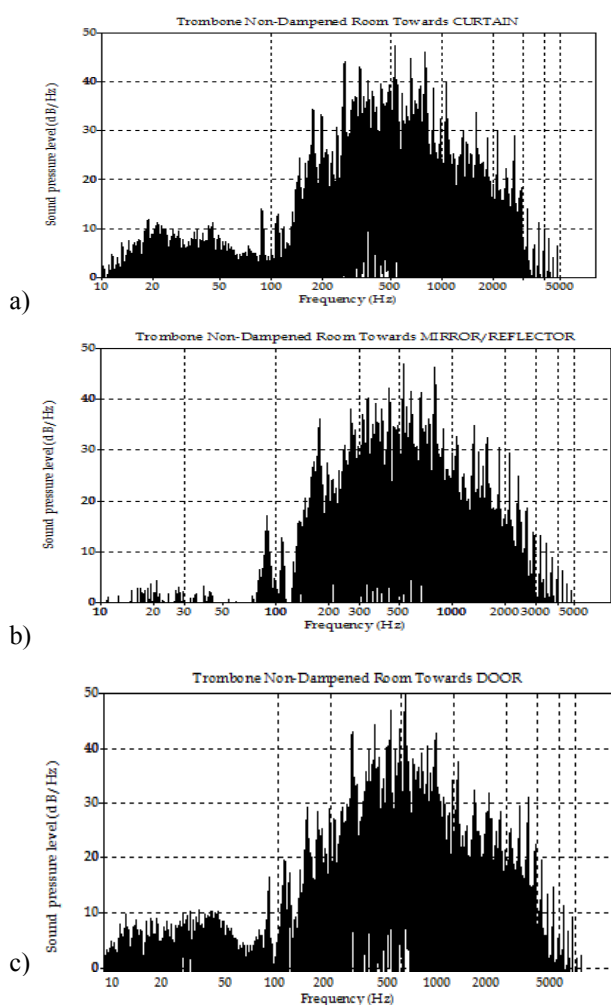 Trombone Non-Dampened Room Towards CURTAIN
50
40
30
20
10
0
Sound pressure level (dB/Hz)
10 20 50 100 200 500 1000 2000 5000
Frequency (Hz)
a)
Trombone Non-Dampened Room Towards MIRROR/REFLECTOR
50
40
30
20
10
0
Sound pressure level (dB/Hz)
10 20 30 50 100 200 300 500 1000 2000 3000 5000
Frequency (Hz)
b)
Trombone Non-Dampened Room Towards DOOR
50
40
30
20
10
0
Sound pressure level (dB/Hz)
10 20 50 100 200 500 1000 2000 5000
Frequency (Hz)
c)